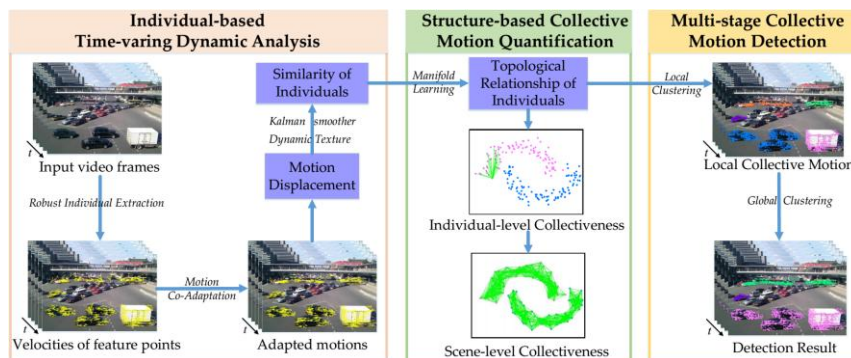 Individual-based
Time-varing Dynamic Analysis
t
Input video frames
Robust Individual Extraction
t
Velocities of feature points
Motion
Co-Adaptation
t
Adapted motions
Motion
Displacement
Kalman smoother
Dynamic Texture
Similarity of
Individuals
Structure-based Collective
Motion Quantification
Manifold
Learning
Topological
Relationship of
Individuals
Individual-level Collectiveness
Scene-level Collectiveness
Multi-stage Collective
Motion Detection
Local
Clustering
t
Local Collective Motion
Global Clustering
t
Detection Result